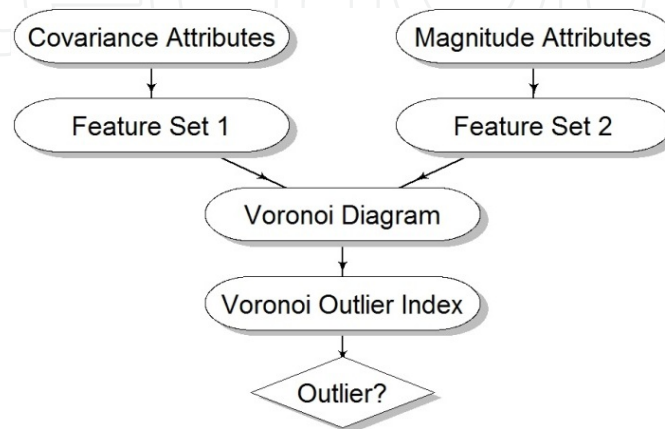 Covariance Attributes
Magnitude Attributes
Feature Set 1
Feature Set 2
Voronoi Diagram
Voronoi Outlier Index
Outlier?